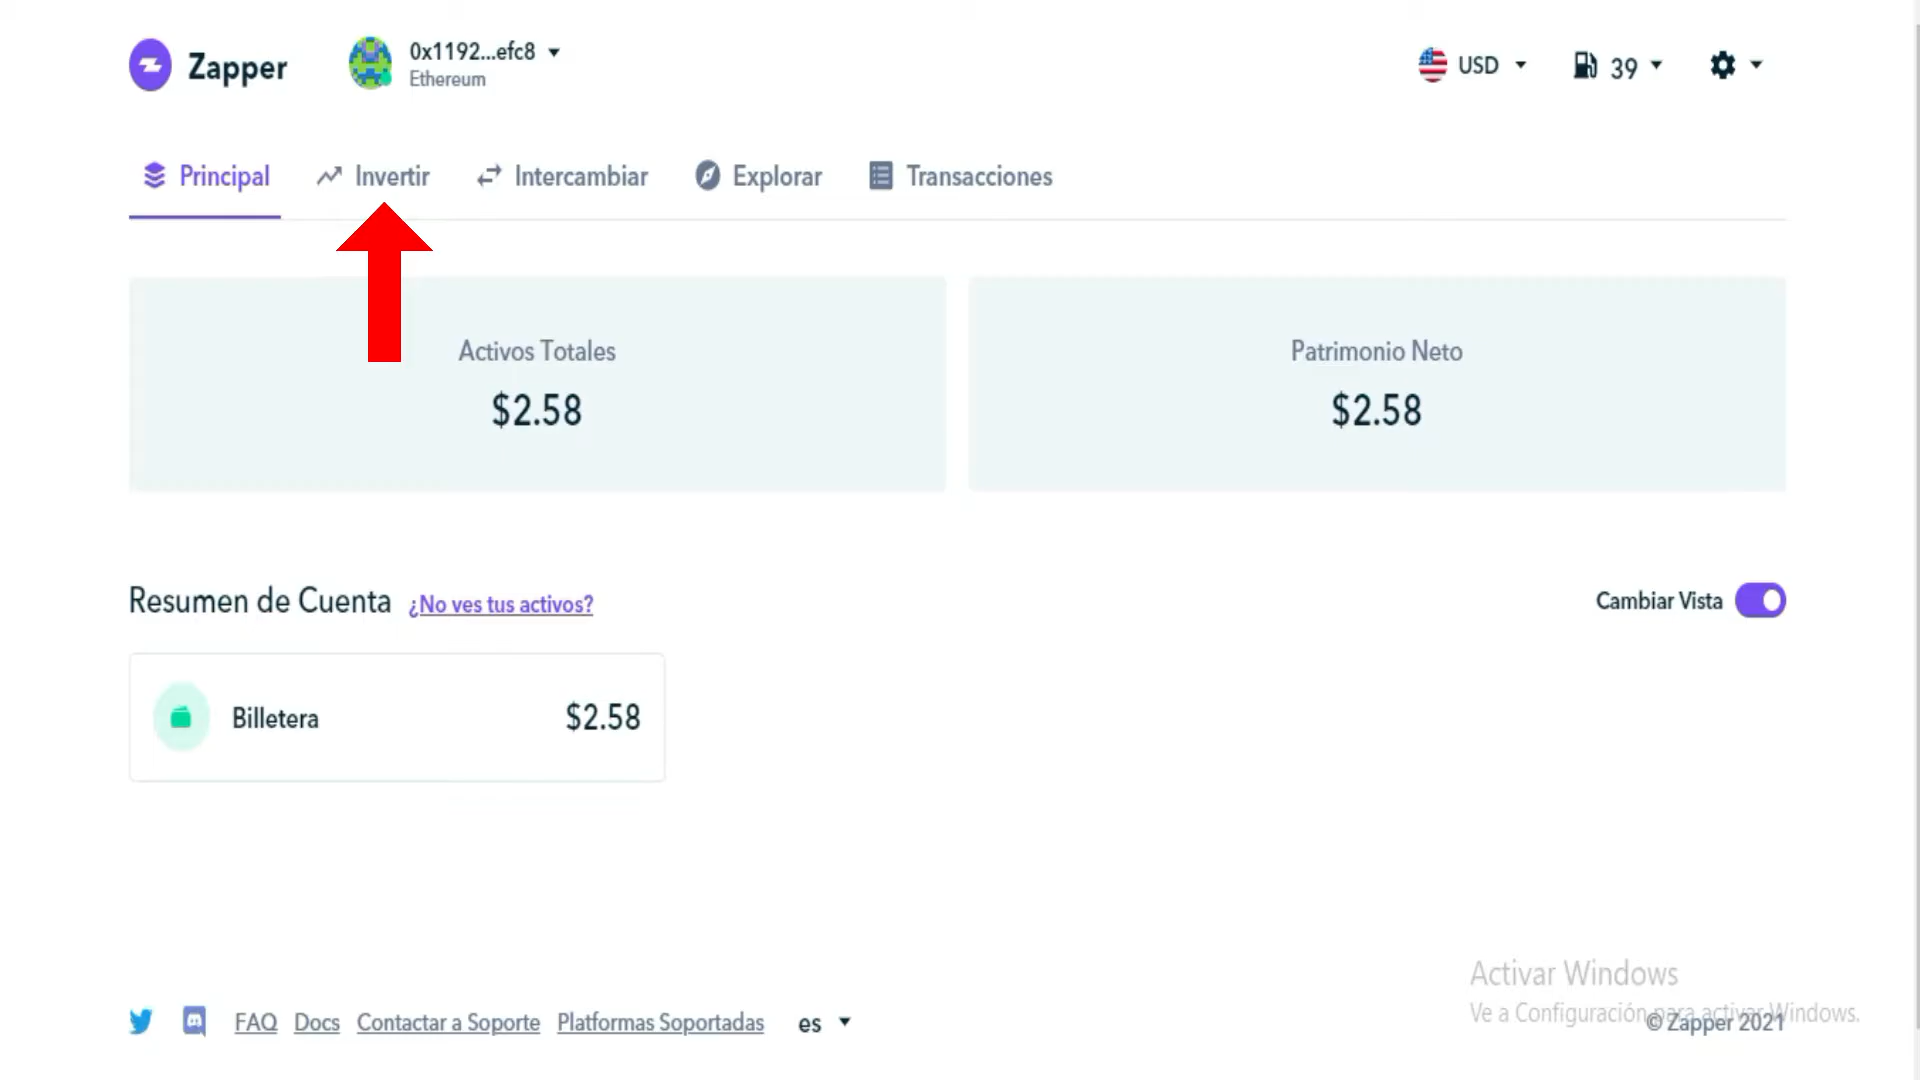 Zapper
0x1192...efc8
Ethereum
USD
39
Principal
Invertir
Intercambiar
Explorar
Transacciones
Activos Totales
$2.58
Patrimonio Neto
$2.58
Resumen de Cuenta
¿No ves tus activos?
Cambiar Vista
Billetera
$2.58
Activar Windows
Ve a Configuración para activar Windows.
FAQ
Docs
Contactar a Soporte
Platformas Soportadas
es
© Zapper 2021